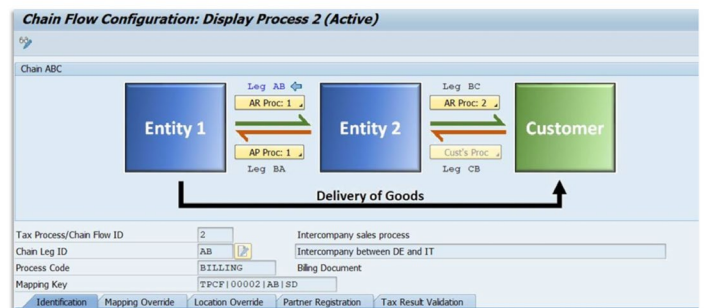 Chain Flow Configuration: Display Process 2 (Active)
Chain ABC
Leg AB Leg BC
AR Proc: 1 AR Proc: 2
Entity 1 Entity 2 Customer
AP Proc: 1 Cust's Proc
Leg BA Leg CB
Delivery of Goods
Tax Process/Chain Flow ID 2 Intercompany sales process
Chain Leg ID AB Intercompany between DE and IT
Process Code BILLING Billing Document
Mapping Key TPCF|00002|AB|SD
Identification Mapping Override Location Override Partner Registration Tax Result Validation